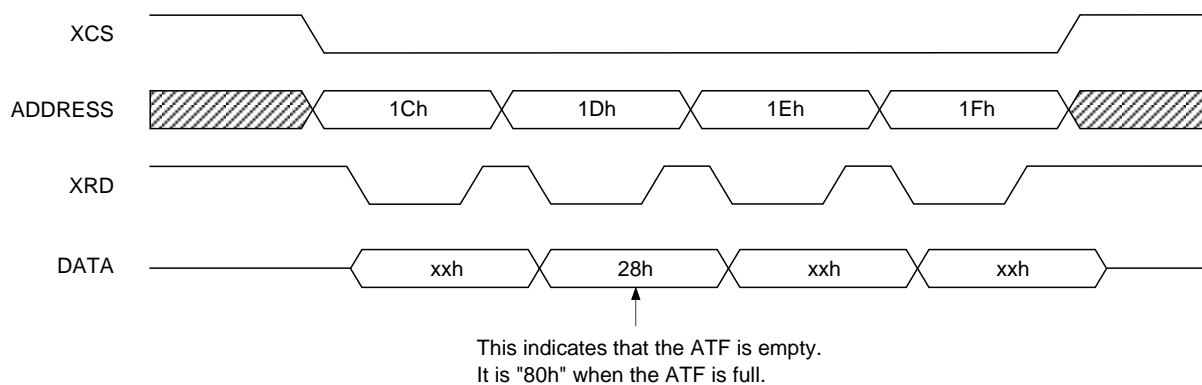 XCS
ADDRESS 1Ch 1Dh 1Eh 1Fh
XRD
DATA xxh 28h xxh xxh
This indicates that the ATF is empty.
It is "80h" when the ATF is full.